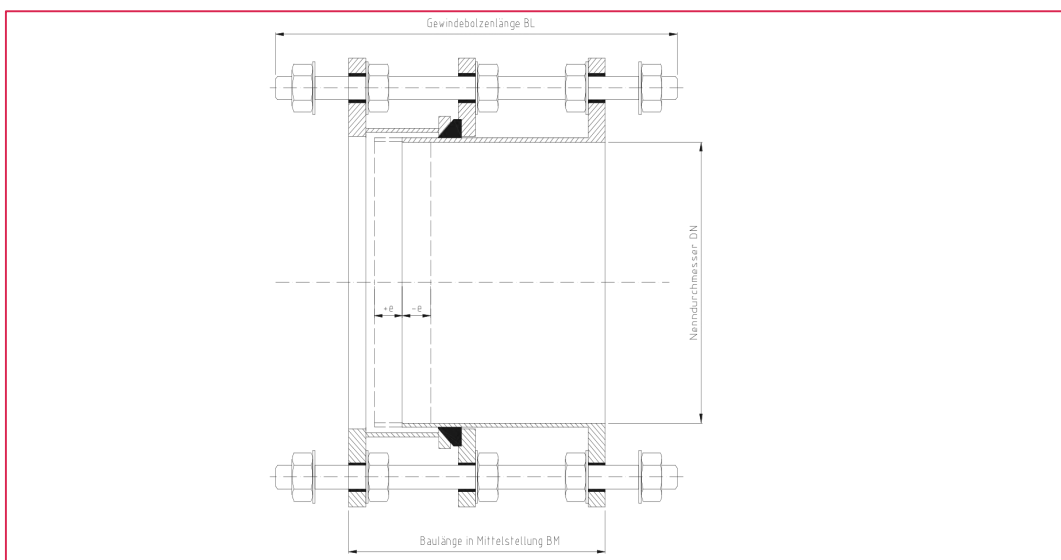 Gewindebolzenlänge BL
Nenndurchmesser DN
+e
-e
Baulänge in Mittelstellung BM